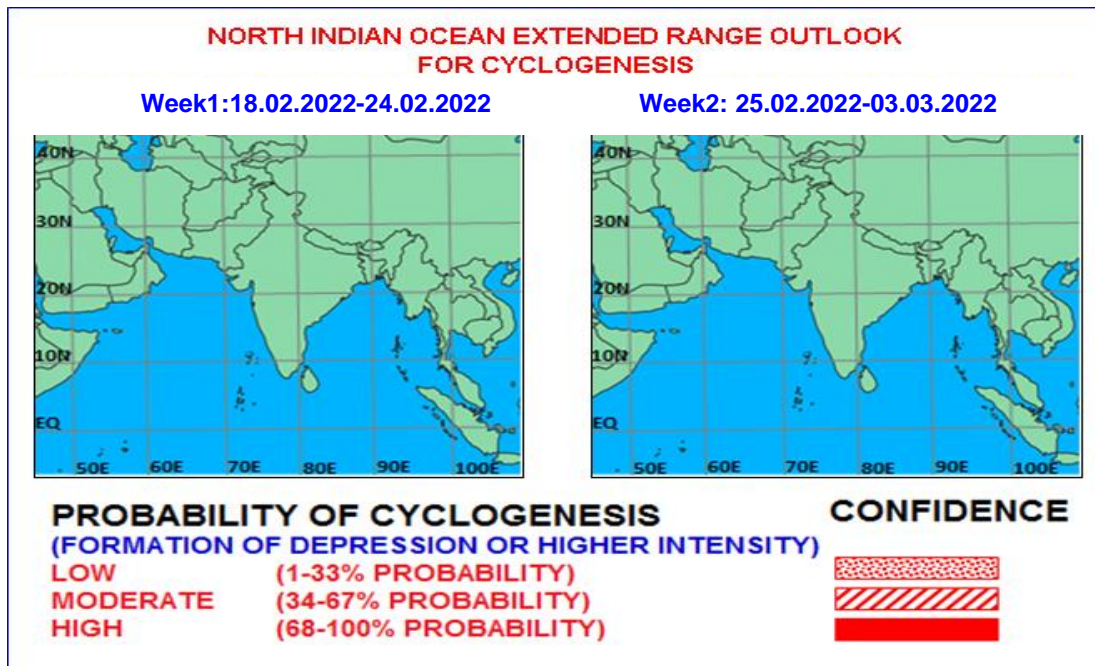 NORTH INDIAN OCEAN EXTENDED RANGE OUTLOOK
FOR CYCLOGENESIS
Week1:18.02.2022-24.02.2022
40N
30N
20N
10N
EQ
50E 60E 70E 80E 90E 100E
Week2: 25.02.2022-03.03.2022
40N
30N
20N
10N
EQ
50E 60E 70E 80E 90E 100E
PROBABILITY OF CYCLOGENESIS
(FORMATION OF DEPRESSION OR HIGHER INTENSITY)
CONFIDENCE
LOW (1-33% PROBABILITY)
MODERATE (34-67% PROBABILITY)
HIGH (68-100% PROBABILITY)